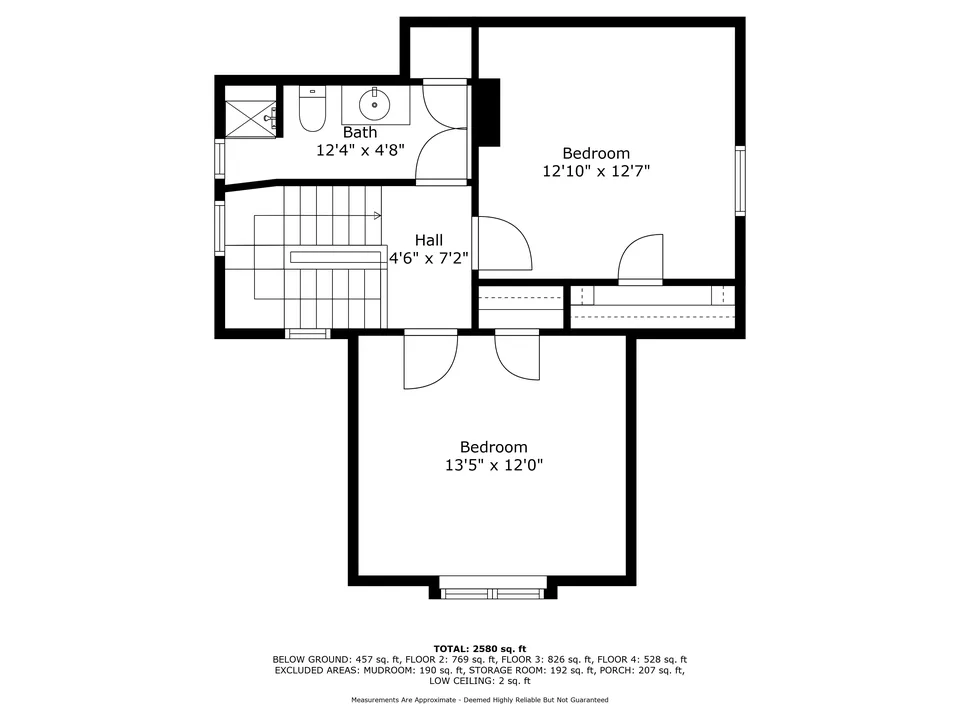 Bath
12'4" x 4'8"
Bedroom
12'10" x 12'7"
Hall
4'6" x 7'2"
Bedroom
13'5" x 12'0"
TOTAL: 2580 sq. ft
BELOW GROUND: 457 sq. ft, FLOOR 2: 769 sq. ft, FLOOR 3: 826 sq. ft, FLOOR 4: 528 sq. ft
EXCLUDED AREAS: MUDROOM: 190 sq. ft, STORAGE ROOM: 192 sq. ft, PORCH: 207 sq. ft,
LOW CEILING: 2 sq. ft
Measurements Are Approximate - Deemed Highly Reliable But Not Guaranteed